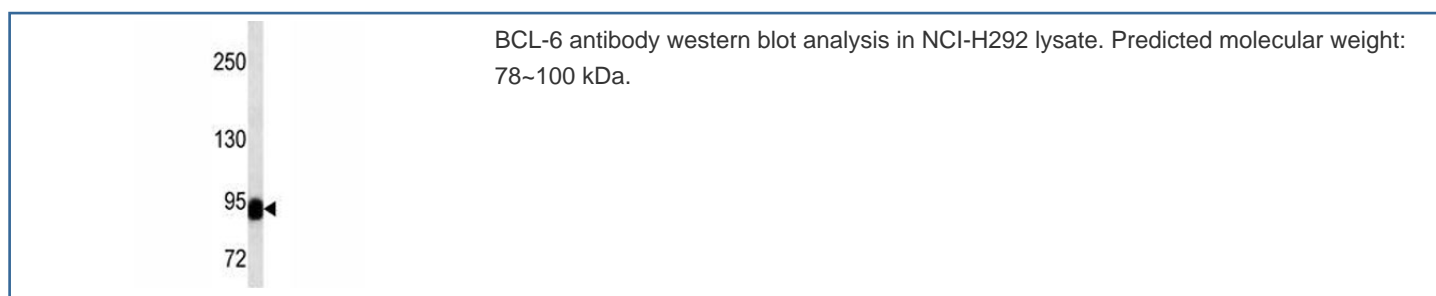 250
130
95
72
BCL-6 antibody western blot analysis in NCI-H292 lysate. Predicted molecular weight:
78~100 kDa.